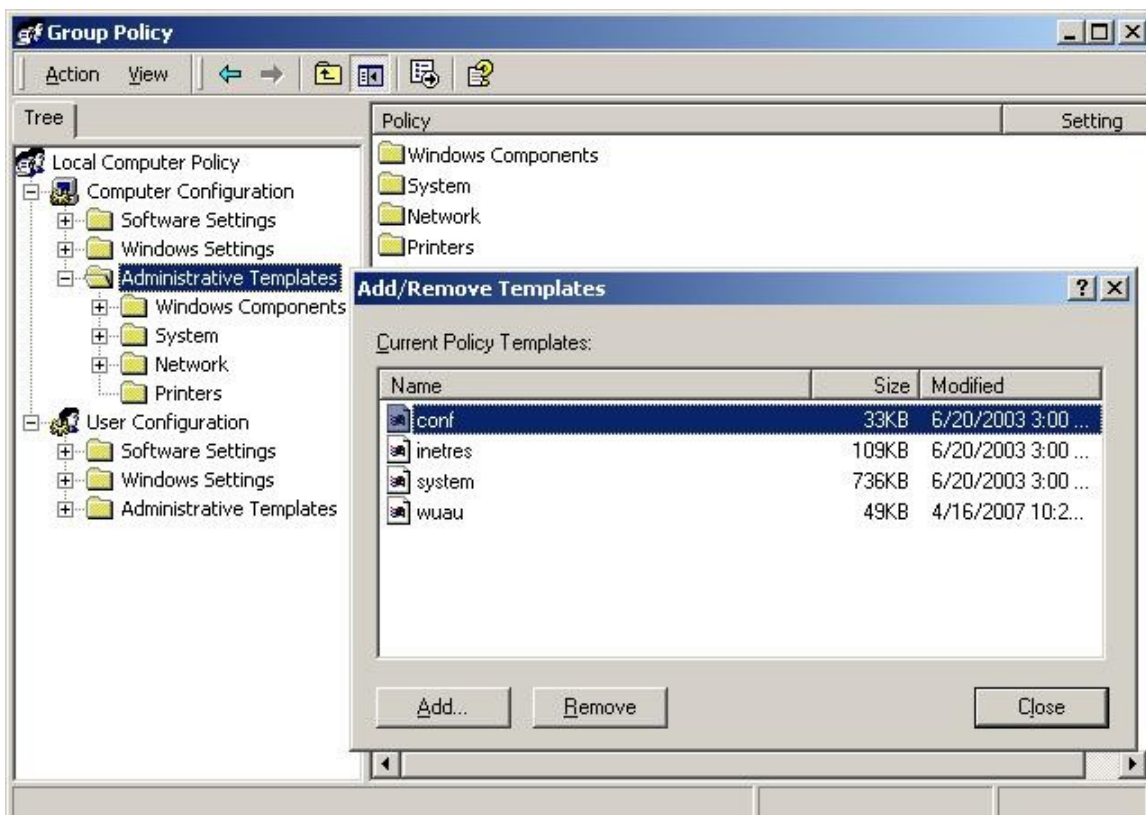 Group Policy
Action View
Tree
Policy Setting
Local Computer Policy
Computer Configuration
Software Settings
Windows Settings
Administrative Templates
Windows Components
System
Network
Printers
User Configuration
Software Settings
Windows Settings
Administrative Templates
Windows Components
System
Network
Printers
Add/Remove Templates
Current Policy Templates:
Name Size Modified
conf 33KB 6/20/2003 3:00 ...
inetres 109KB 6/20/2003 3:00 ...
system 736KB 6/20/2003 3:00 ...
wuau 49KB 4/16/2007 10:2...
Add... Remove Close